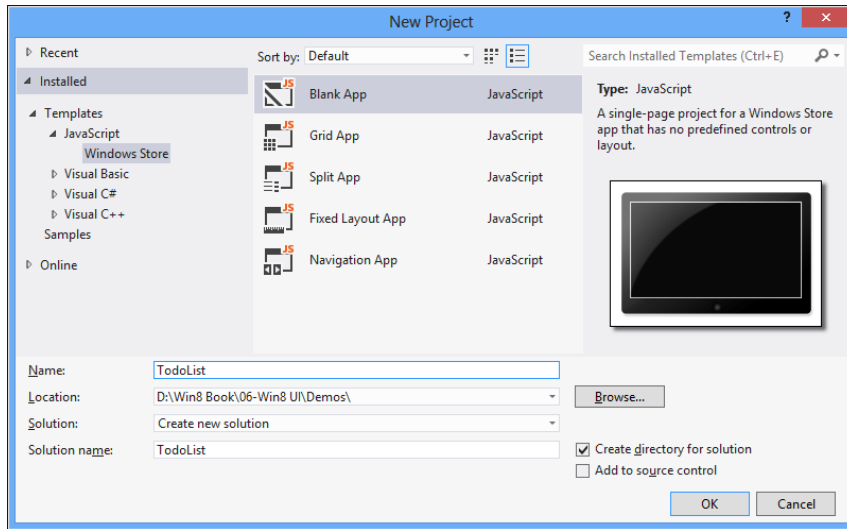 New Project
?
Recent
Installed
Templates
JavaScript
Windows Store
Visual Basic
Visual C#
Visual C++
Samples
Online
Sort by: Default
JS Blank App JavaScript
JS Grid App JavaScript
JS Split App JavaScript
JS Fixed Layout App JavaScript
JS Navigation App JavaScript
Search Installed Templates (Ctrl+E)
Type: JavaScript
A single-page project for a Windows Store
app that has no predefined controls or
layout.
Name: TodoList
Location: D:\Win8 Book\06-Win8 UI\Demos\
Browse...
Solution: Create new solution
Solution name: TodoList
Create directory for solution
Add to source control
OK Cancel